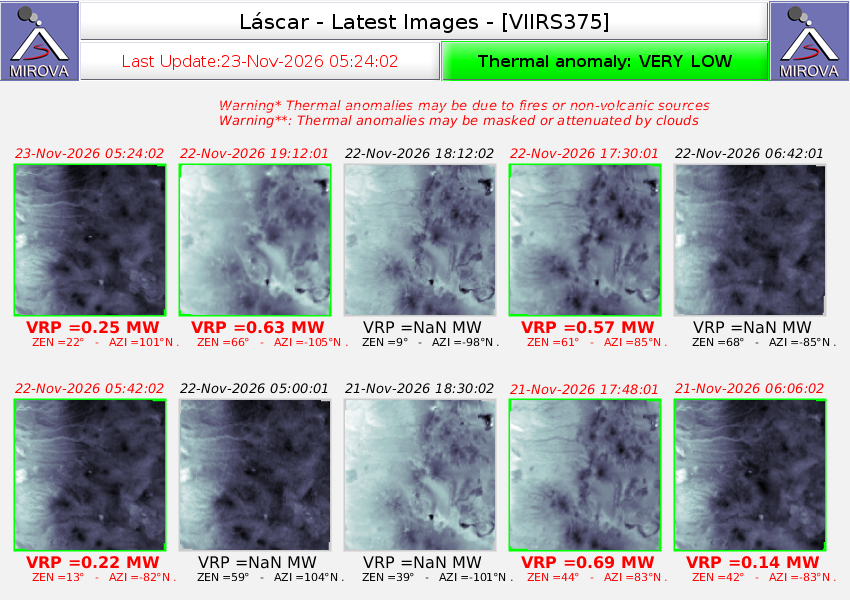 Láscar - Latest Images - [VIIRS375]
MIROVA
Last Update:23-Nov-2026 05:24:02
Thermal anomaly: VERY LOW
MIROVA
Warning* Thermal anomalies may be due to fires or non-volcanic sources
Warning**: Thermal anomalies may be masked or attenuated by clouds
23-Nov-2026 05:24:02 22-Nov-2026 19:12:01 22-Nov-2026 18:12:02 22-Nov-2026 17:30:01 22-Nov-2026 06:42:01
VRP =0.25 MW VRP =0.63 MW VRP =NaN MW VRP =0.57 MW VRP =NaN MW
ZEN =22° - AZI =101°N . ZEN =66° - AZI =-105°N . ZEN =9° - AZI =-98°N . ZEN =61° - AZI =85°N . ZEN =68° - AZI =-85°N .
22-Nov-2026 05:42:02 22-Nov-2026 05:00:01 21-Nov-2026 18:30:02 21-Nov-2026 17:48:01 21-Nov-2026 06:06:02
VRP =0.22 MW VRP =NaN MW VRP =NaN MW VRP =0.69 MW VRP =0.14 MW
ZEN =13° - AZI =-82°N . ZEN =59° - AZI =104°N . ZEN =39° - AZI =-101°N . ZEN =44° - AZI =83°N . ZEN =42° - AZI =-83°N .